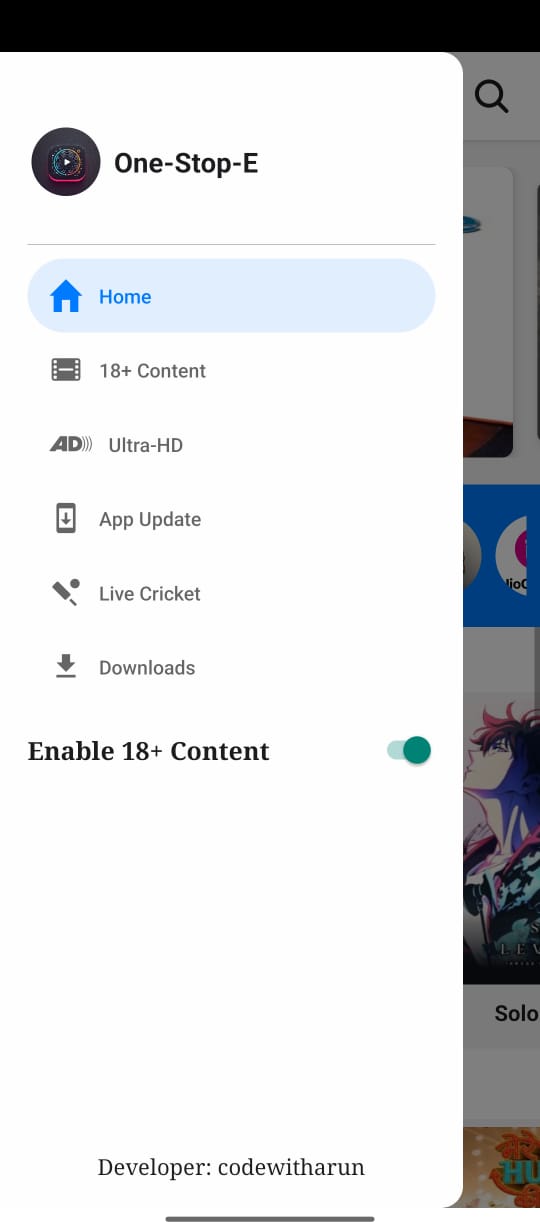 One-Stop-E
Home
18+ Content
AD Ultra-HD
App Update
Live Cricket
Downloads
Enable 18+ Content
Solo
Developer: codewitharun